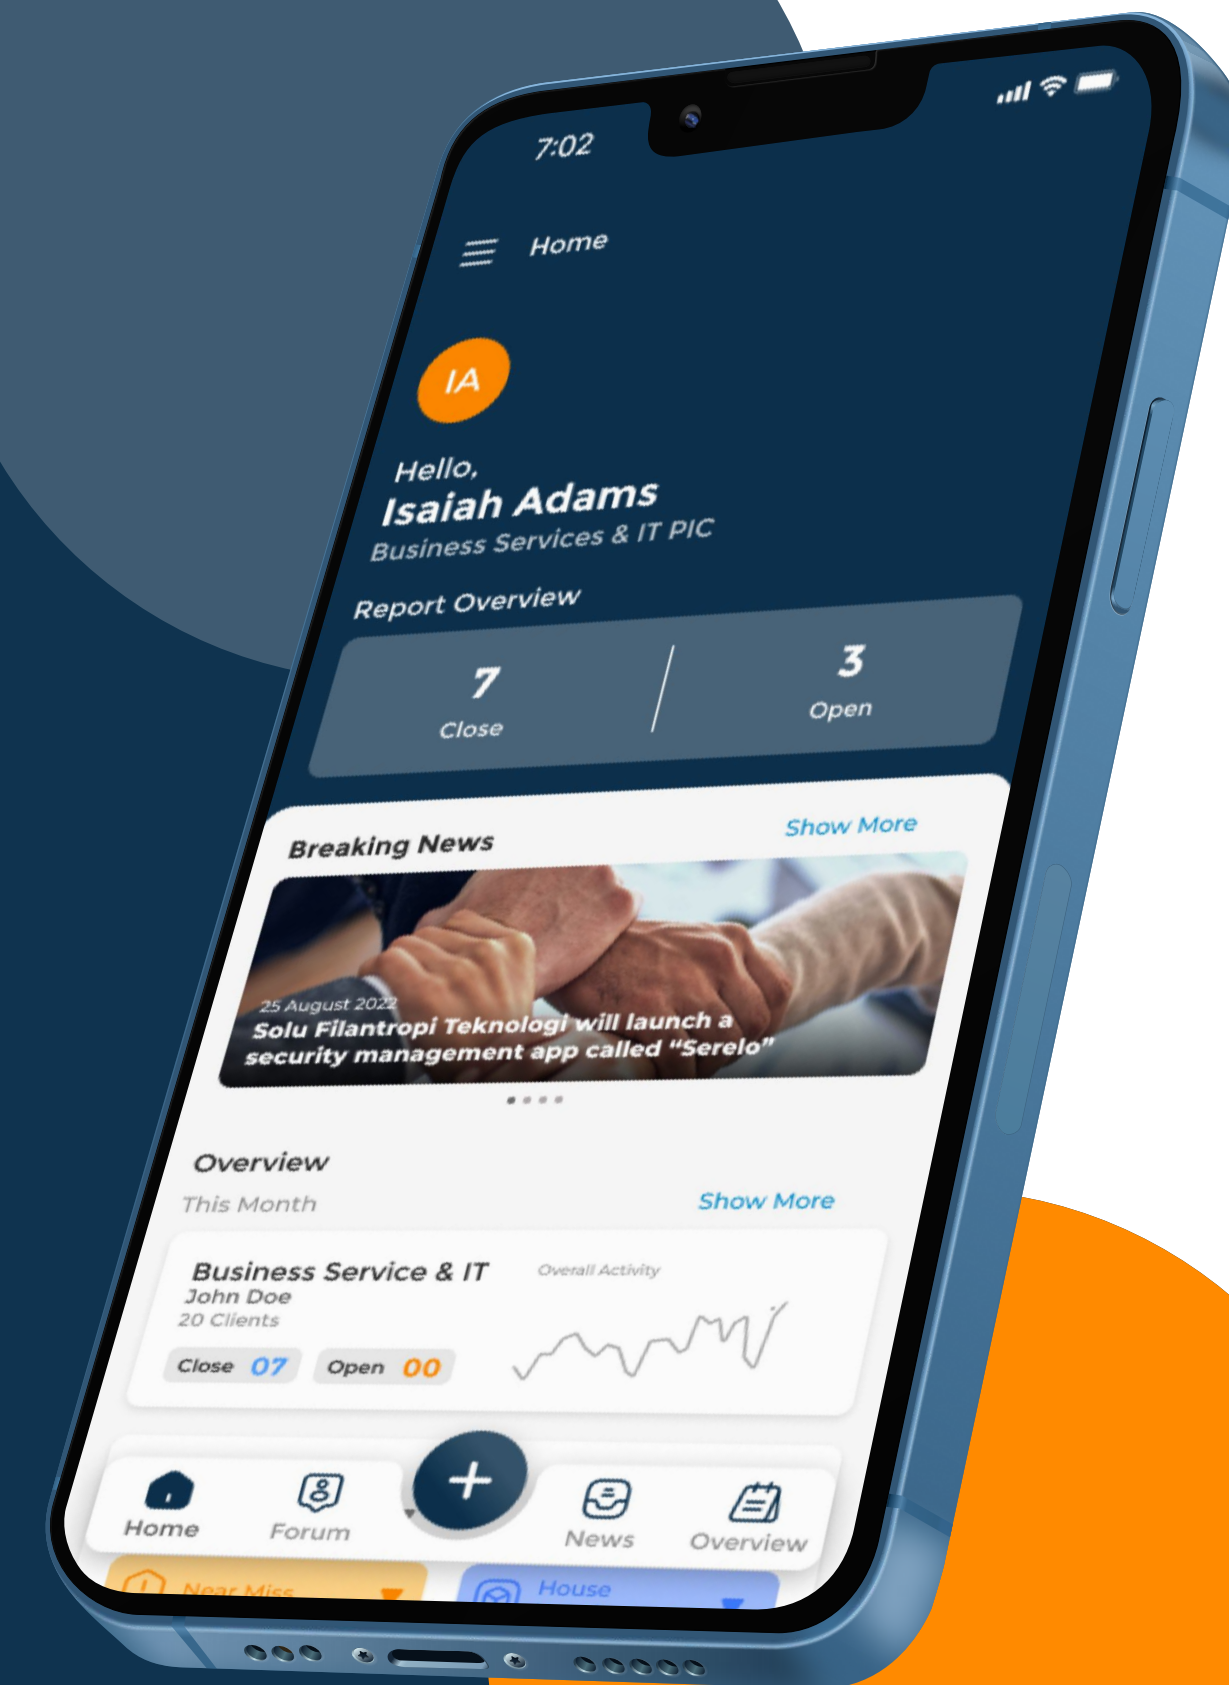 7:02
Home
IA
Hello,
Isaiah Adams
Business Services & IT PIC
Report Overview
7
Close
3
Open
Breaking News
Show More
25 August 2022
Solu Filantropi Teknologi will launch a
security management app called “Serelo”
Overview
This Month
Show More
Business Service & IT
John Doe
20 Clients
Close 07
Open 00
Overall Activity
Home
Forum
News
Overview
Near Miss
House